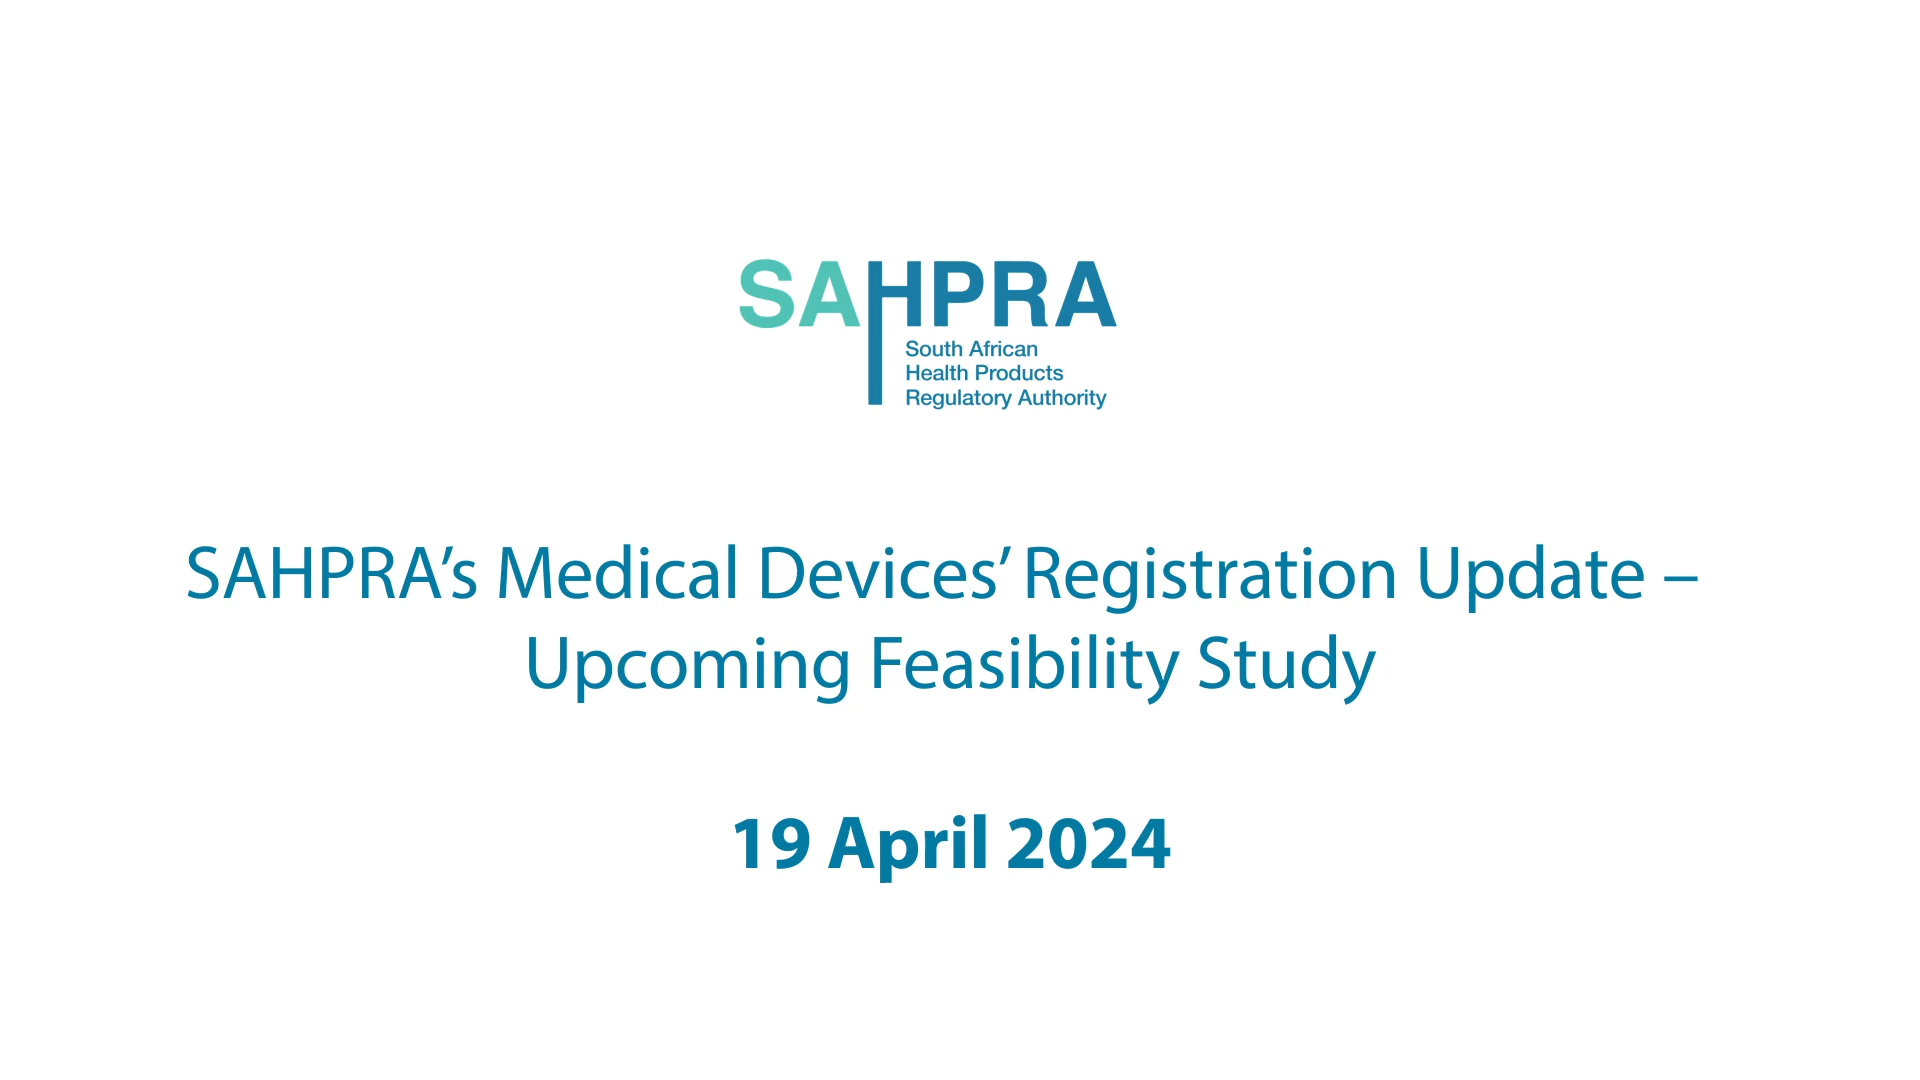 SAHPRA
South African
Health Products
Regulatory Authority
SAHPRA’s Medical Devices’ Registration Update –
Upcoming Feasibility Study
19 April 2024